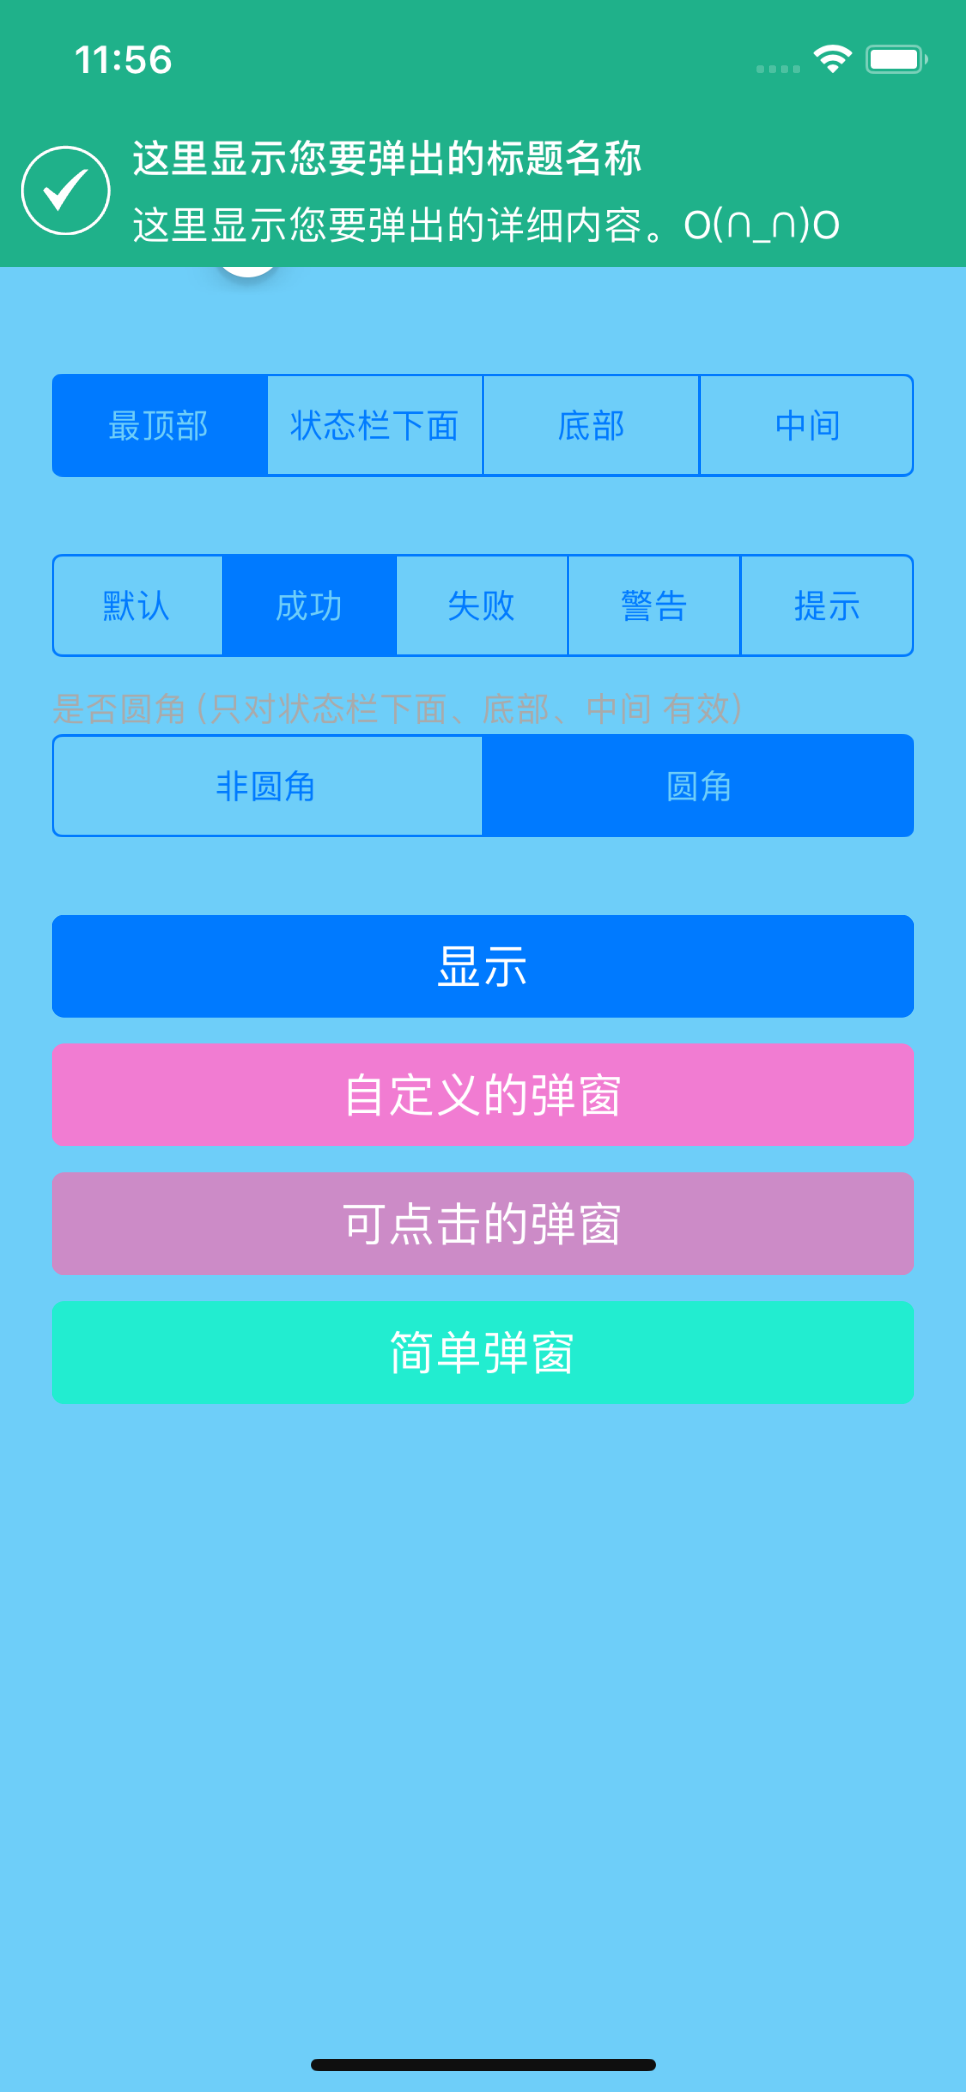 11:56
这里显示您要弹出的标题名称
这里显示您要弹出的详细内容。O(∩_∩)O
最顶部 状态栏下面 底部 中间
默认 成功 失败 警告 提示
是否圆角 (只对状态栏下面、底部、中间 有效)
非圆角 圆角
显示
自定义的弹窗
可点击的弹窗
简单弹窗